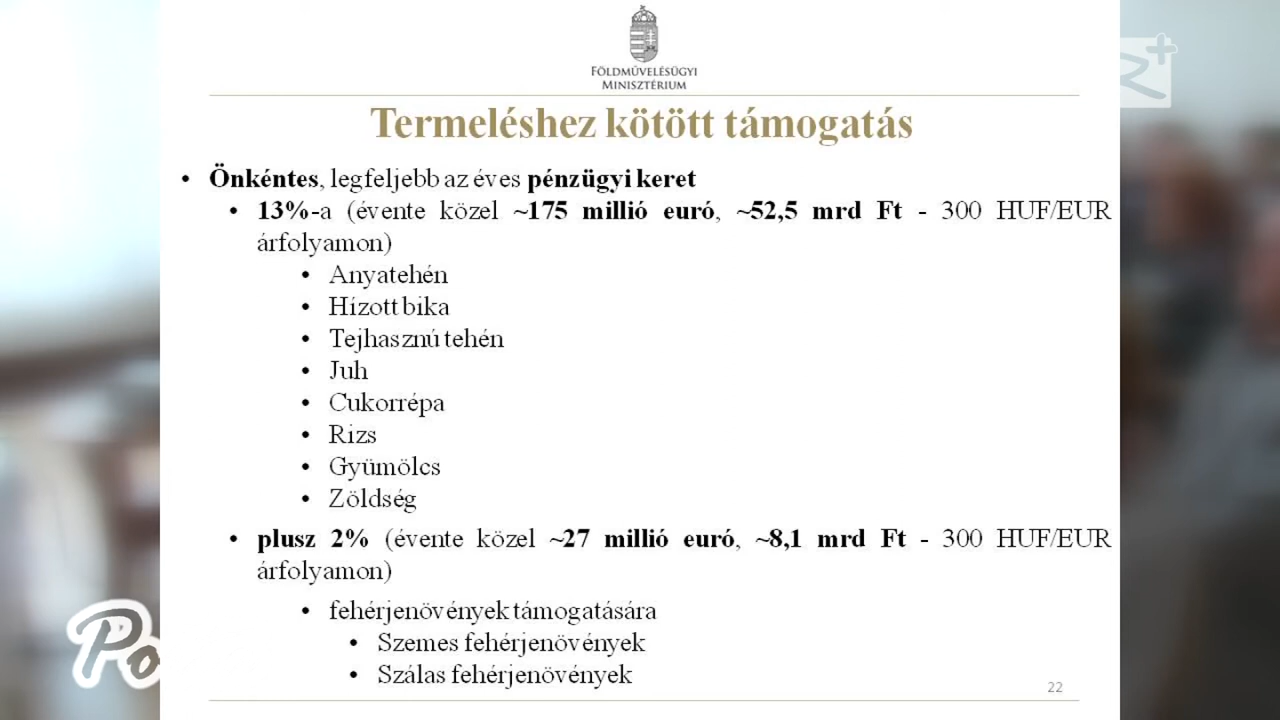 FÖLDMŰVELÉSÜGYI
MINISZTÉRIUM
Termeléshez kötött támogatás
• Önkéntes, legfeljebb az éves pénzügyi keret
• 13%-a (évente közel ~175 millió euró, ~52,5 mrd Ft - 300 HUF/EUR
árfolyamon)
• Anyatehén
• Hízott bika
• Tejhasznú tehén
• Juh
• Cukorrépa
• Rizs
• Gyümölcs
• Zöldség
• plusz 2% (évente közel ~27 millió euró, ~8,1 mrd Ft - 300 HUF/EUR
árfolyamon)
• fehérjenövények támogatására
• Szemes fehérjenövények
• Szálas fehérjenövények
22